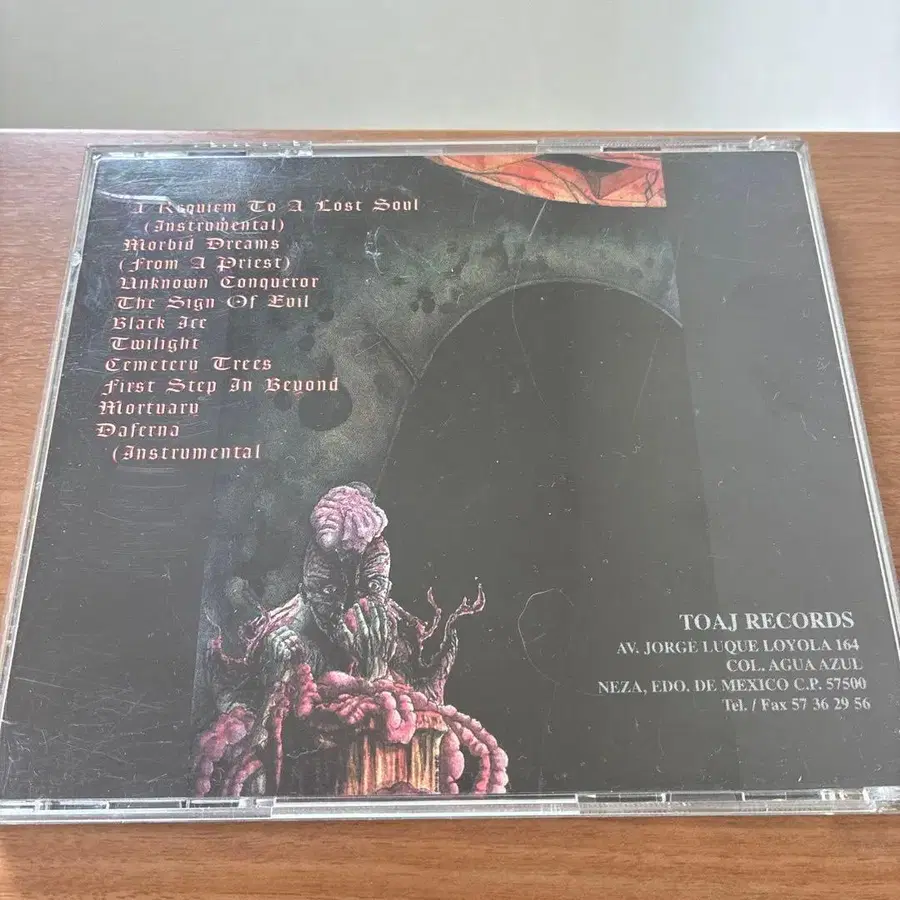 I Requiem To A Lost Soul
(Instrumental)
Morbid Dreams
(From A Priest)
Unknown Conqueror
The Sign Of Evil
Black Ice
Twilight
Cemetery Trees
First Step In Beyond
Mortuary
Daferna
(Instrumental
TOAJ RECORDS
AV. JORGE LUQUE LOYOLA 164
COL. AGUA AZUL
NEZA, EDO. DE MEXICO C.P. 57500
Tel. / Fax 57 36 29 56